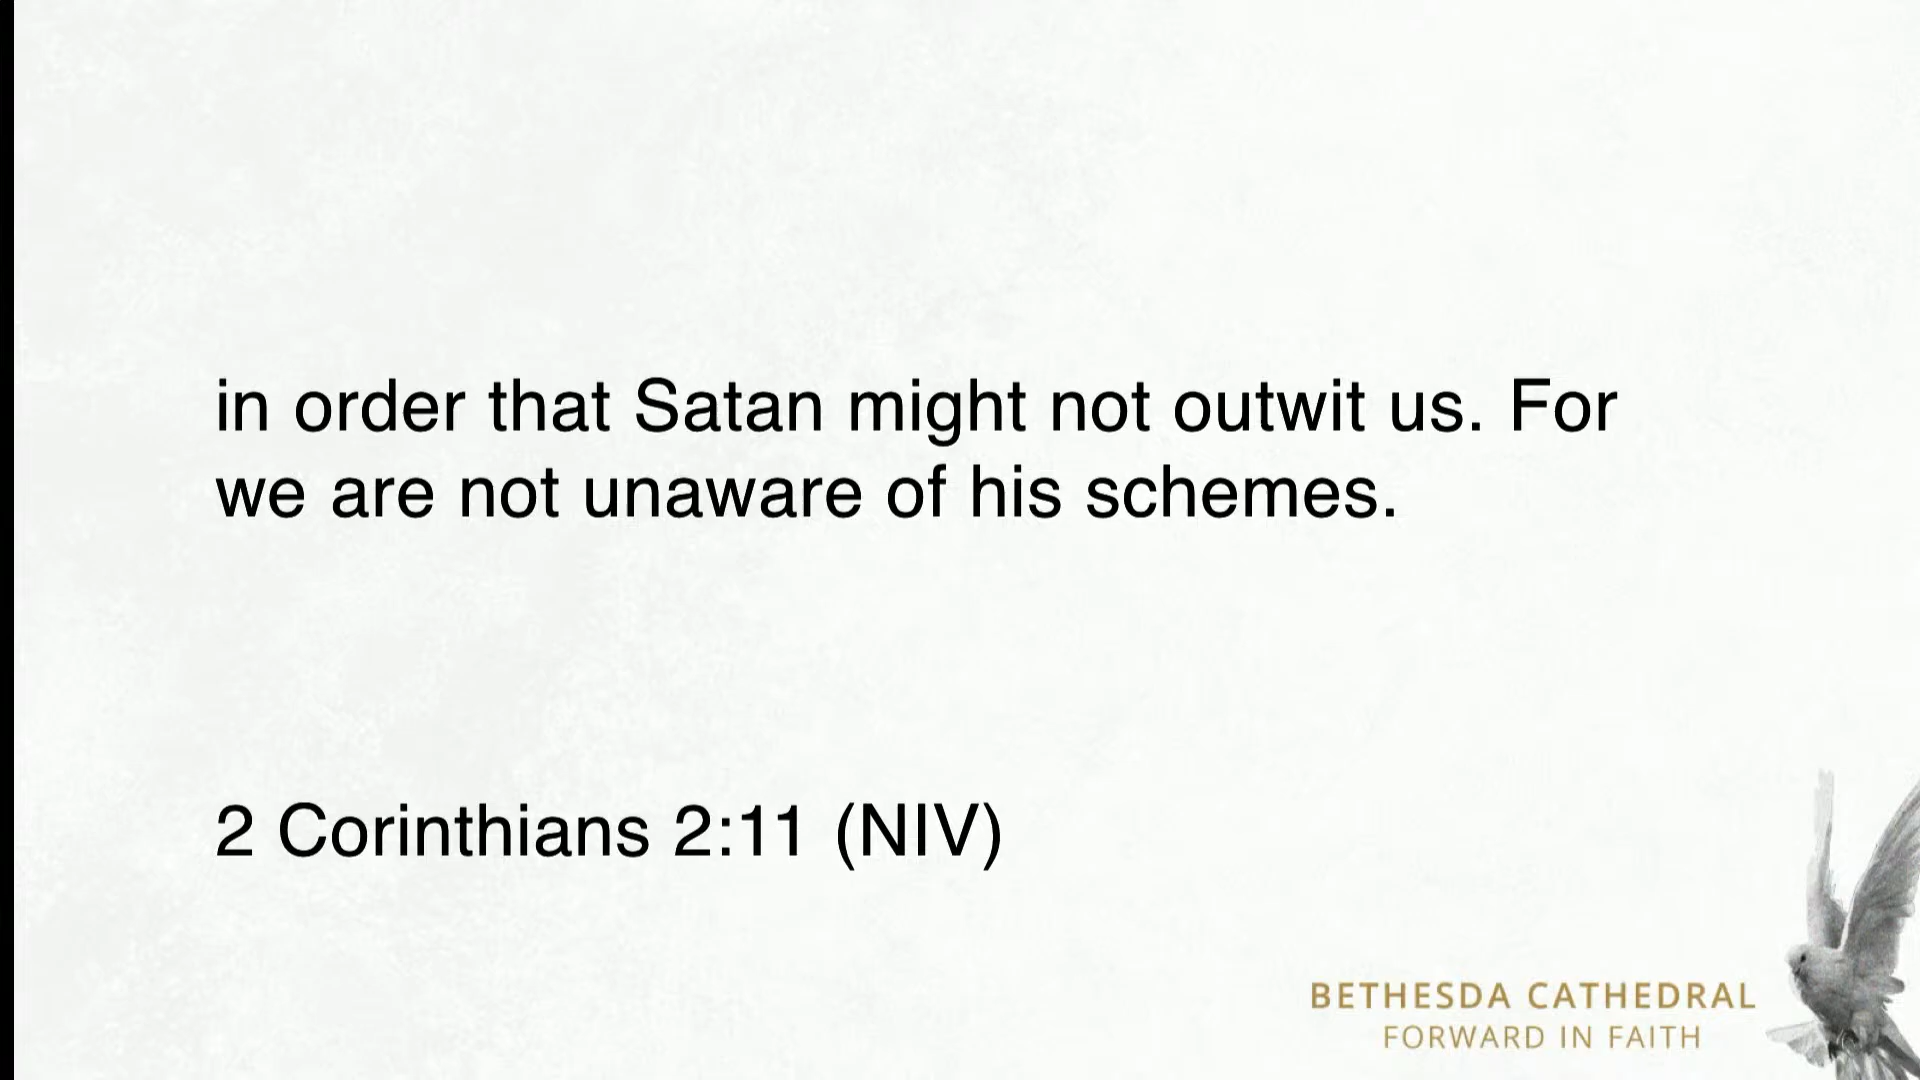 in order that Satan might not outwit us. For
we are not unaware of his schemes.
2 Corinthians 2:11 (NIV)
BETHESDA CATHEDRAL
FORWARD IN FAITH